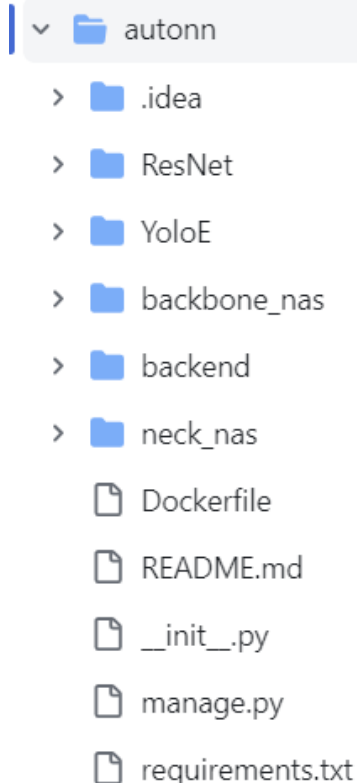 autonn
.idea
ResNet
YoloE
backbone_nas
backend
neck_nas
Dockerfile
README.md
__init__.py
manage.py
requirements.txt